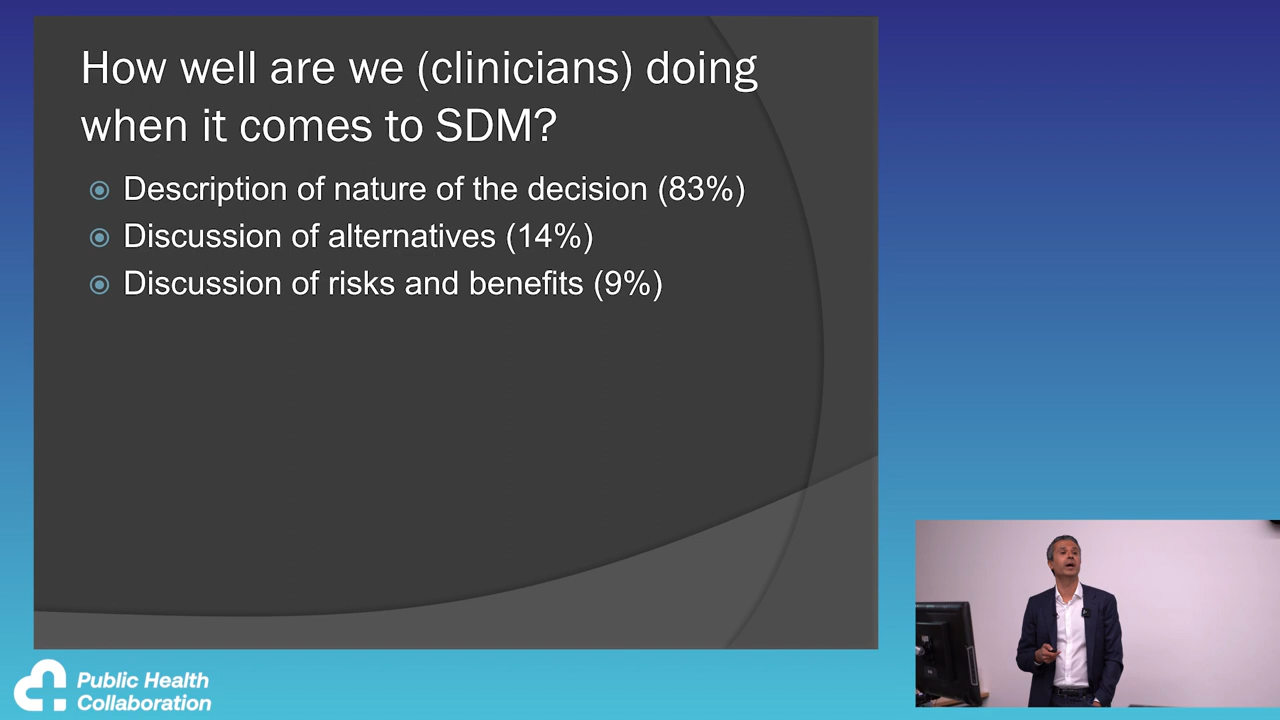 How well are we (clinicians) doing
when it comes to SDM?
Description of nature of the decision (83%)
Discussion of alternatives (14%)
Discussion of risks and benefits (9%)
Public Health
Collaboration